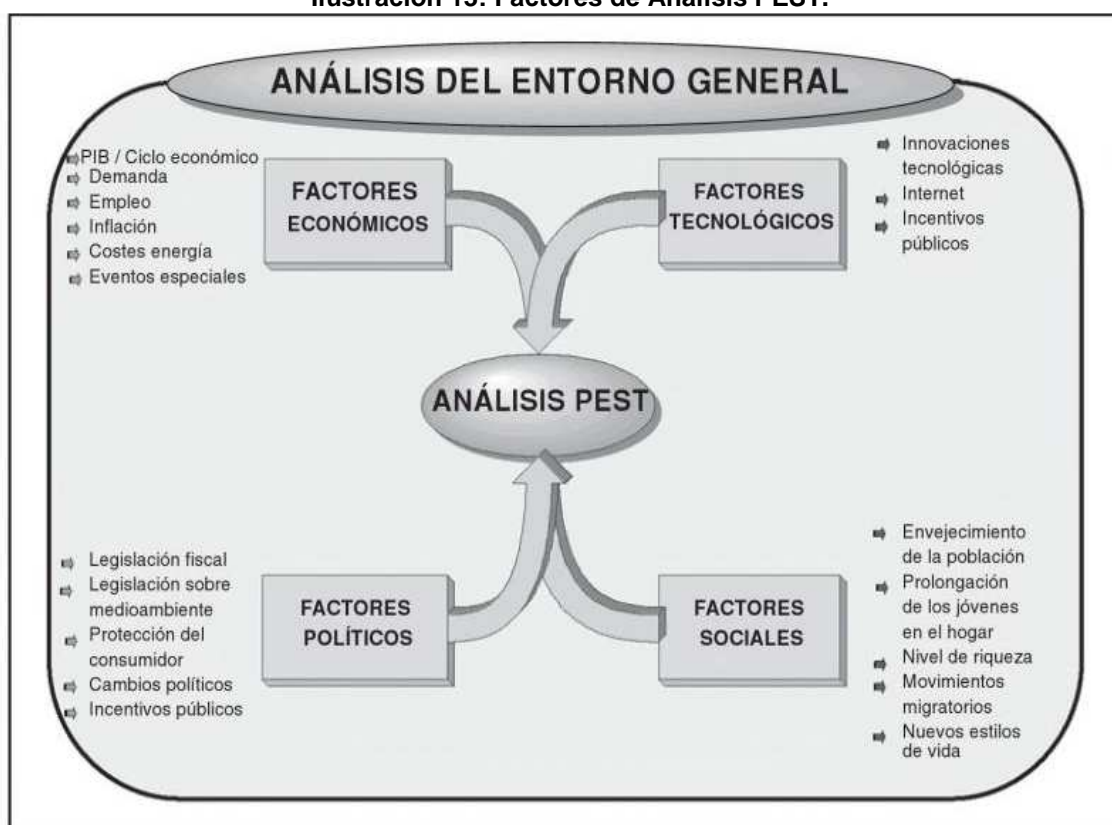 Ilustración 15: Factores de Análisis PEST.
ANÁLISIS DEL ENTORNO GENERAL
PIB / Ciclo económico
Demanda
Empleo
Inflación
Costes energía
Eventos especiales
FACTORES
ECONÓMICOS
FACTORES
TECNOLÓGICOS
Innovaciones
tecnológicas
Internet
Incentivos
públicos
ANÁLISIS PEST
Legislación fiscal
Legislación sobre
medioambiente
Protección del
consumidor
Cambios políticos
Incentivos públicos
FACTORES
POLÍTICOS
FACTORES
SOCIALES
Envejecimiento
de la población
Prolongación
de los jóvenes
en el hogar
Nivel de riqueza
Movimientos
migratorios
Nuevos estilos
de vida